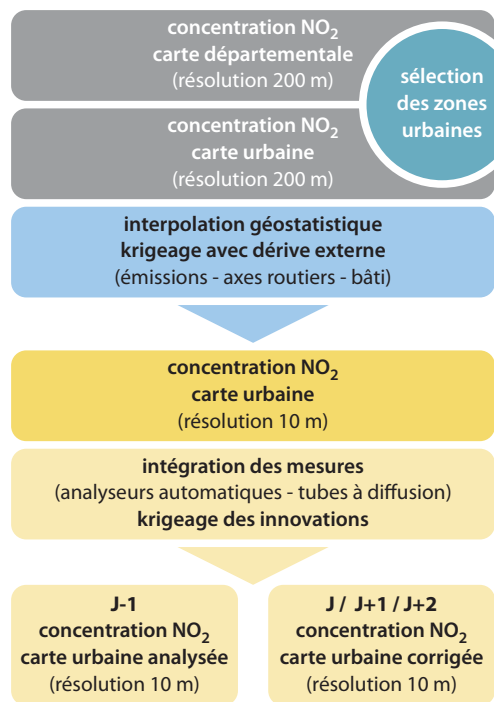 concentration NO₂
carte départementale
(résolution 200 m)
sélection
des zones
urbaines
concentration NO₂
carte urbaine
(résolution 200 m)
interpolation géostatistique
krigeage avec dérive externe
(émissions - axes routiers - bâti)
concentration NO₂
carte urbaine
(résolution 10 m)
intégration des mesures
(analyseurs automatiques - tubes à diffusion)
krigeage des innovations
J-1
concentration NO₂
carte urbaine analysée
(résolution 10 m)
J / J+1 / J+2
concentration NO₂
carte urbaine corrigée
(résolution 10 m)